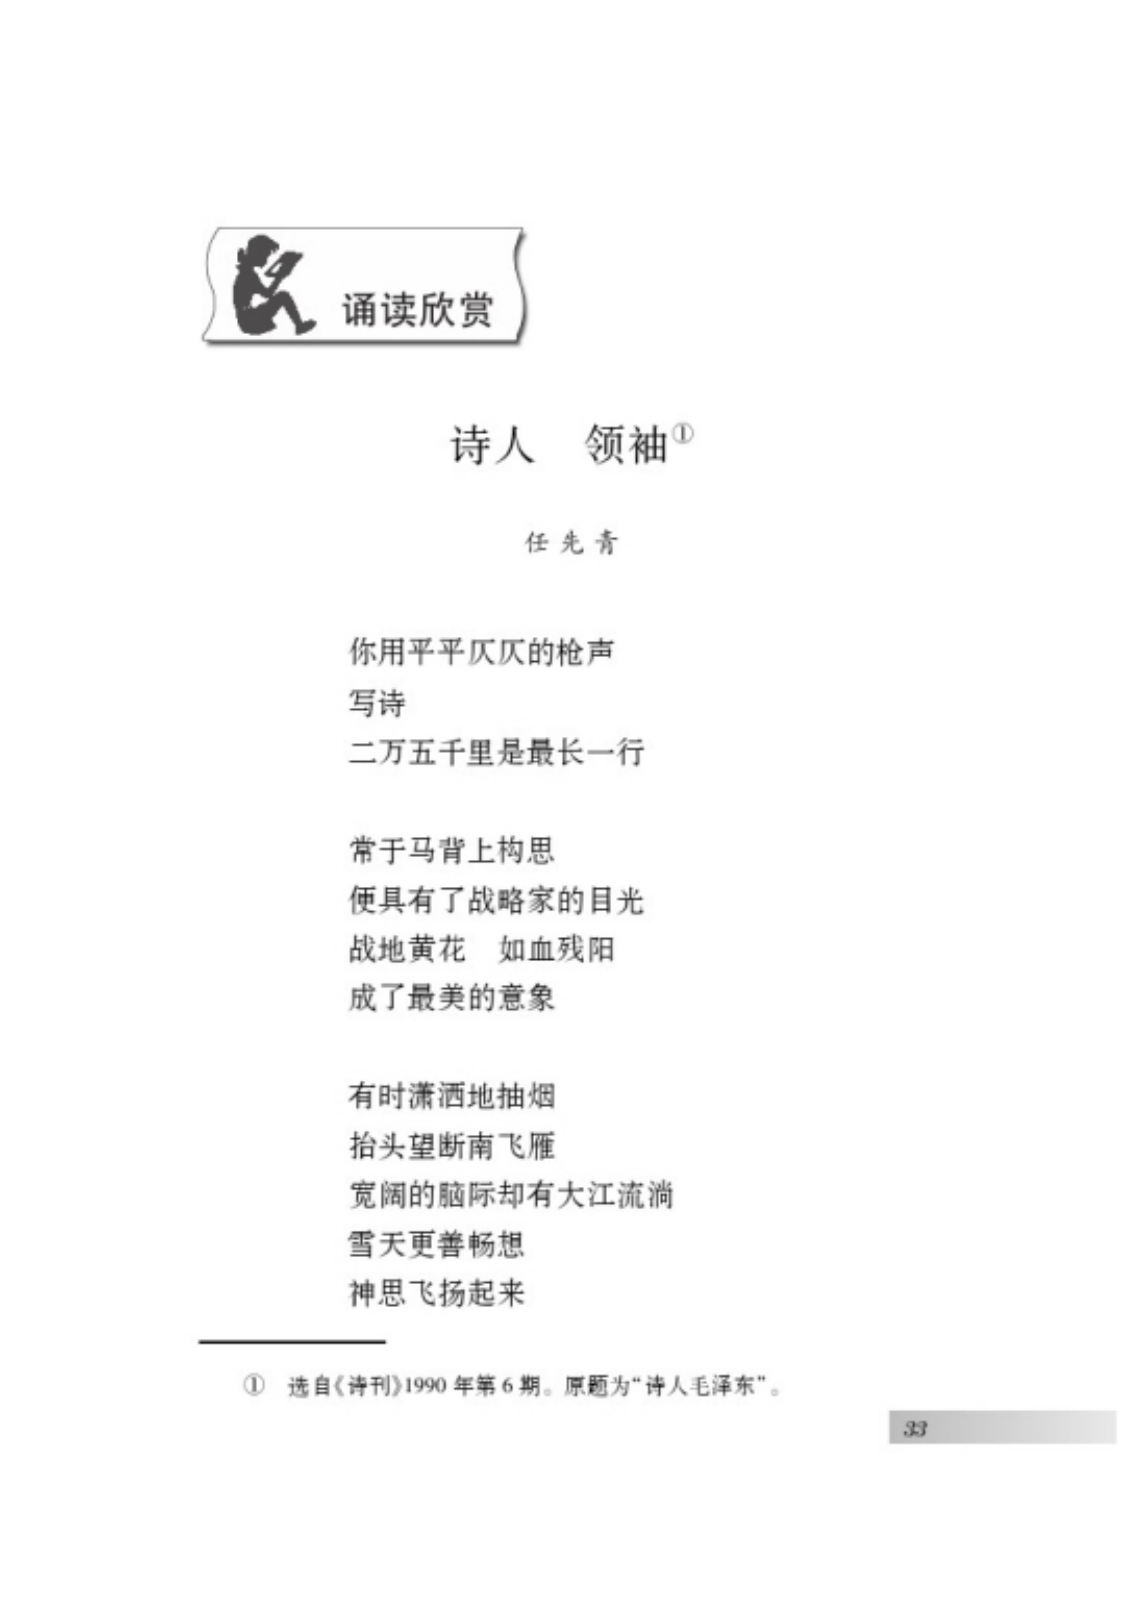 诵读欣赏
诗人　领袖①
任先青
你用平平仄仄的枪声
写诗
二万五千里是最长一行
常于马背上构思
便具有了战略家的目光
战地黄花　如血残阳
成了最美的意象
有时潇洒地抽烟
抬头望断南飞雁
宽阔的脑际却有大江流淌
雪天更善畅想
神思飞扬起来
①　选自《诗刊》1990 年第 6 期。原题为“诗人毛泽东”。
33